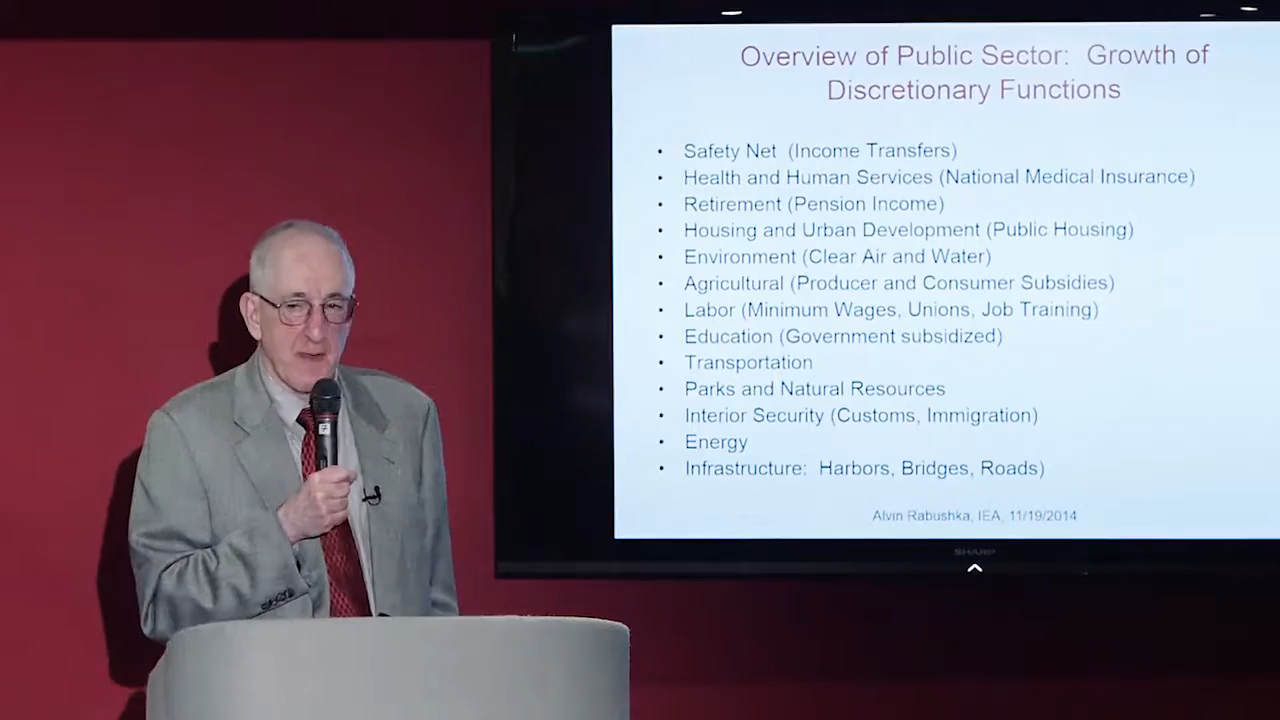 Overview of Public Sector: Growth of
Discretionary Functions
• Safety Net (Income Transfers)
• Health and Human Services (National Medical Insurance)
• Retirement (Pension Income)
• Housing and Urban Development (Public Housing)
• Environment (Clear Air and Water)
• Agricultural (Producer and Consumer Subsidies)
• Labor (Minimum Wages, Unions, Job Training)
• Education (Government subsidized)
• Transportation
• Parks and Natural Resources
• Interior Security (Customs, Immigration)
• Energy
• Infrastructure: Harbors, Bridges, Roads)
Alvin Rabushka, IEA, 11/19/2014
SHARP
7